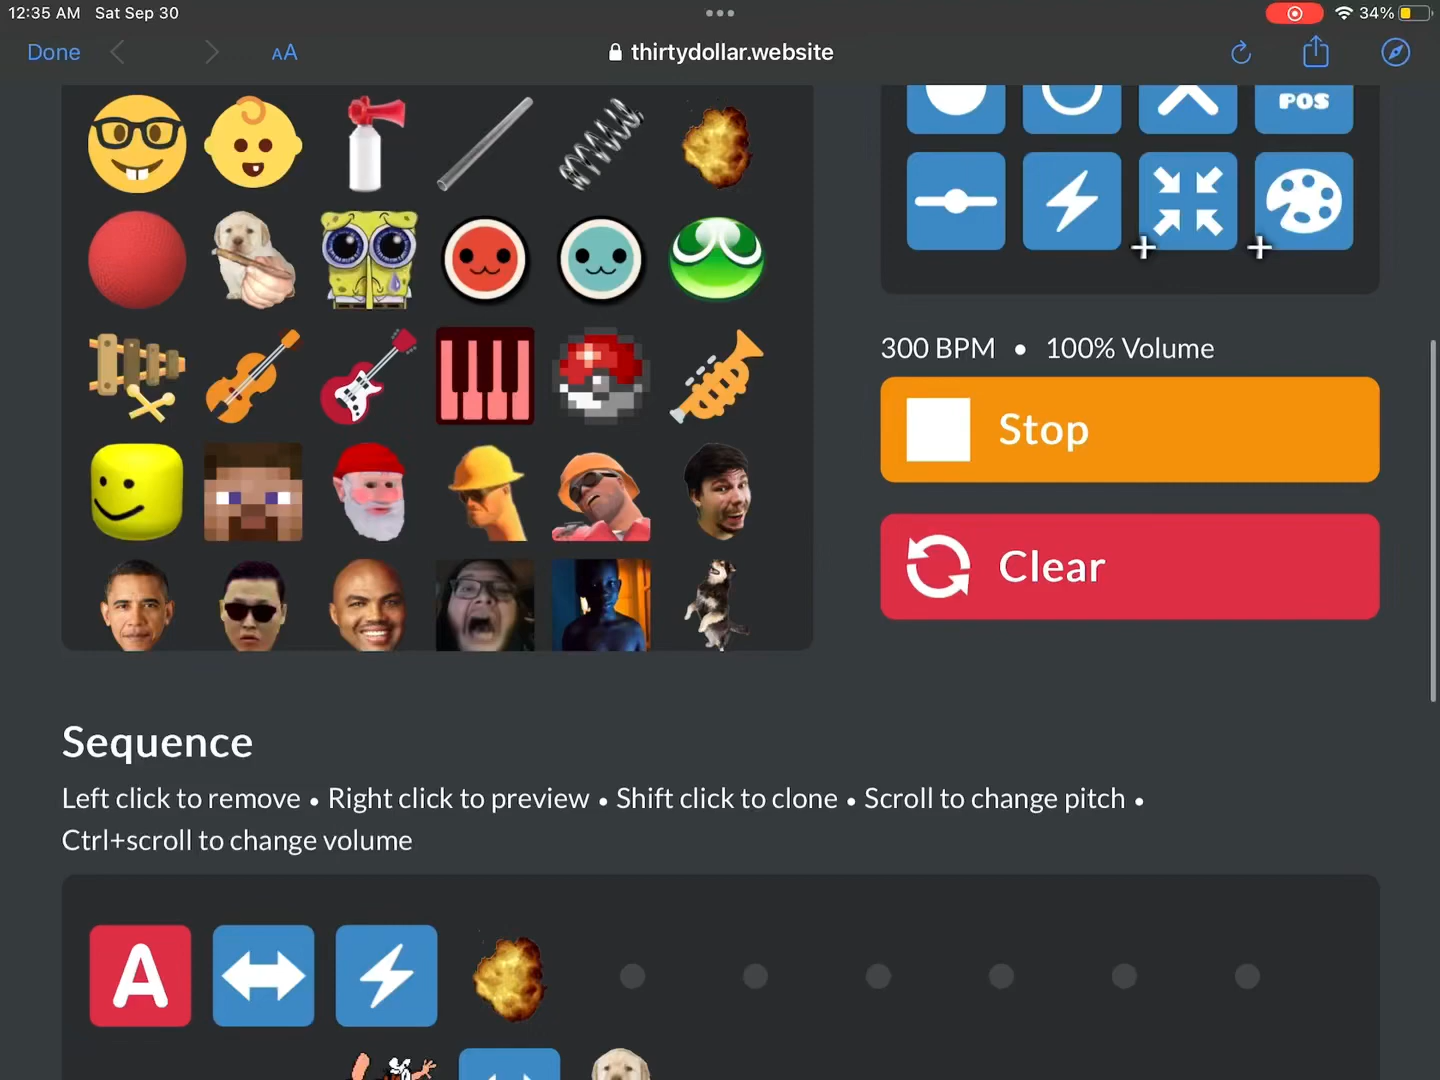 12:35 AM Sat Sep 30
34%
Done
AA
thirtydollar.website
POS
300 BPM • 100% Volume
Stop
Clear
Sequence
Left click to remove • Right click to preview • Shift click to clone • Scroll to change pitch •
Ctrl+scroll to change volume
A